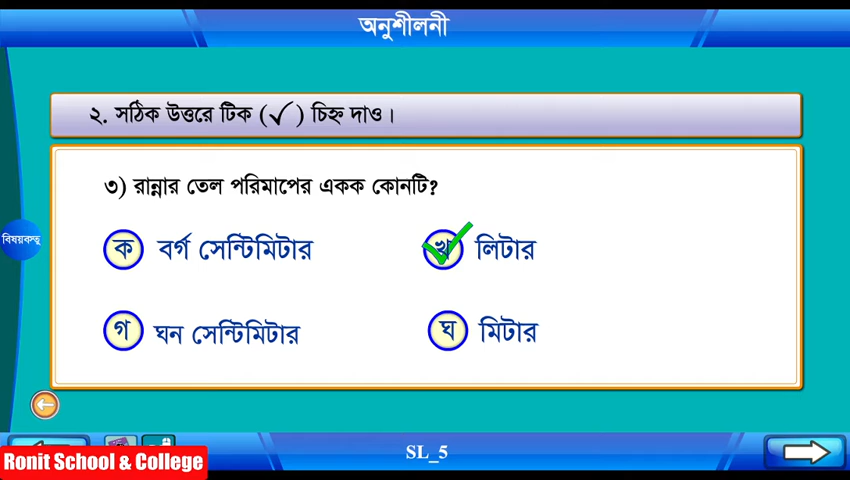 অনুশীলনী
২. সঠিক উত্তরে টিক (✓) চিহ্ন দাও।
৩) রান্নার তেল পরিমাপের একক কোনটি?
ক বর্গ সেন্টিমিটার
খ লিটার
বিষয়বস্তু
গ ঘন সেন্টিমিটার
ঘ মিটার
SL_5
Ronit School & College